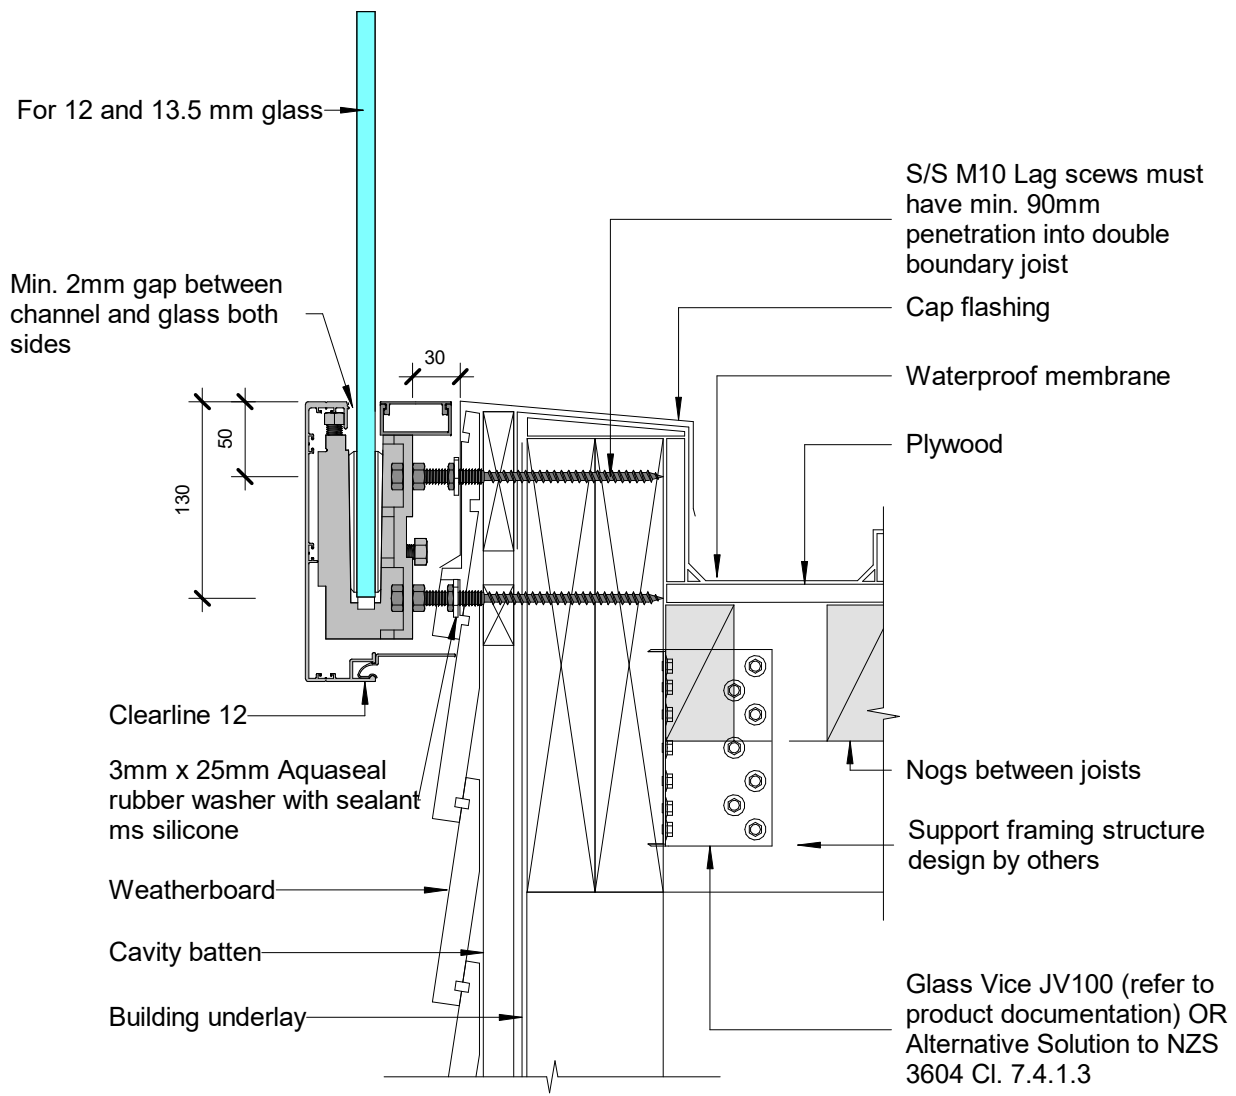 For 12 and 13.5 mm glass
S/S M10 Lag scews must
have min. 90mm
penetration into double
boundary joist
Min. 2mm gap between
channel and glass both
sides
Cap flashing
30
Waterproof membrane
50
Plywood
130
Clearline 12
3mm x 25mm Aquaseal
rubber washer with sealant
ms silicone
Nogs between joists
Support framing structure
design by others
Weatherboard
Cavity batten
Building underlay
Glass Vice JV100 (refer to
product documentation) OR
Alternative Solution to NZS
3604 Cl. 7.4.1.3